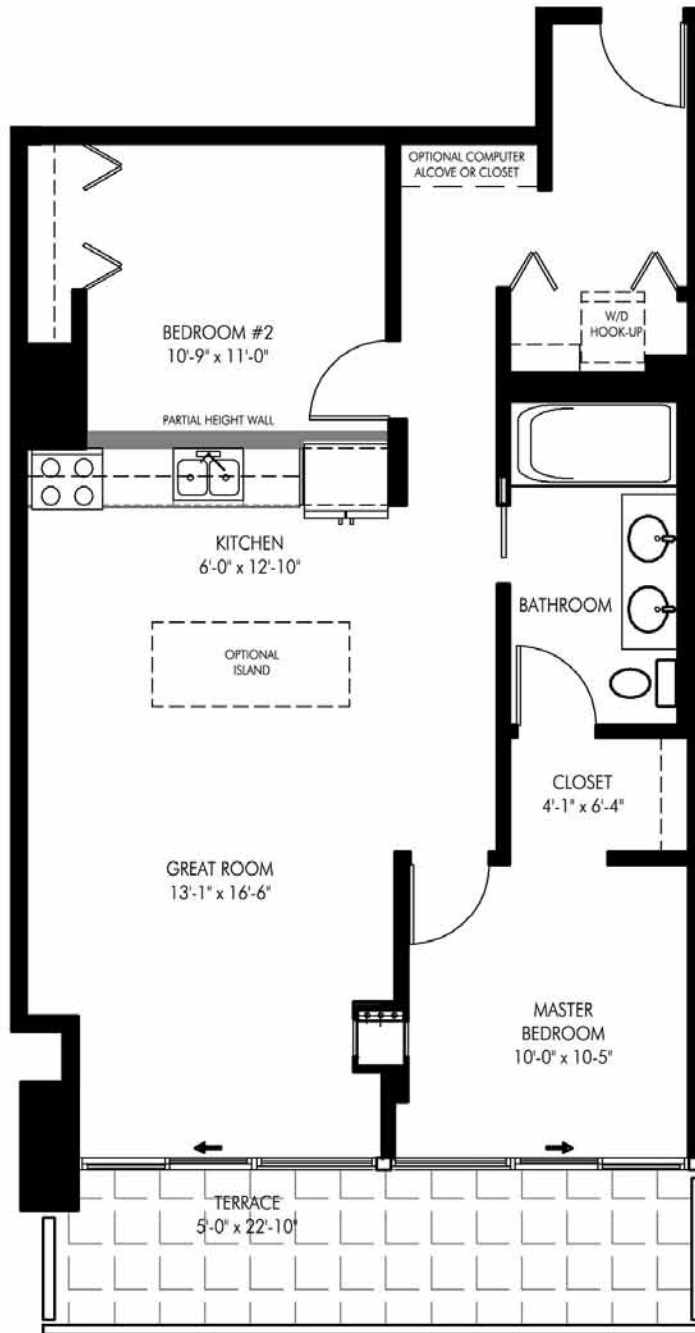 OPTIONAL COMPUTER
ALCOVE OR CLOSET
W/D
HOOK-UP
BEDROOM #2
10'-9" x 11'-0"
PARTIAL HEIGHT WALL
KITCHEN
6'-0" x 12'-10"
BATHROOM
OPTIONAL
ISLAND
CLOSET
4'-1" x 6'-4"
GREAT ROOM
13'-1" x 16'-6"
MASTER
BEDROOM
10'-0" x 10'-5"
TERRACE
5'-0" x 22'-10"